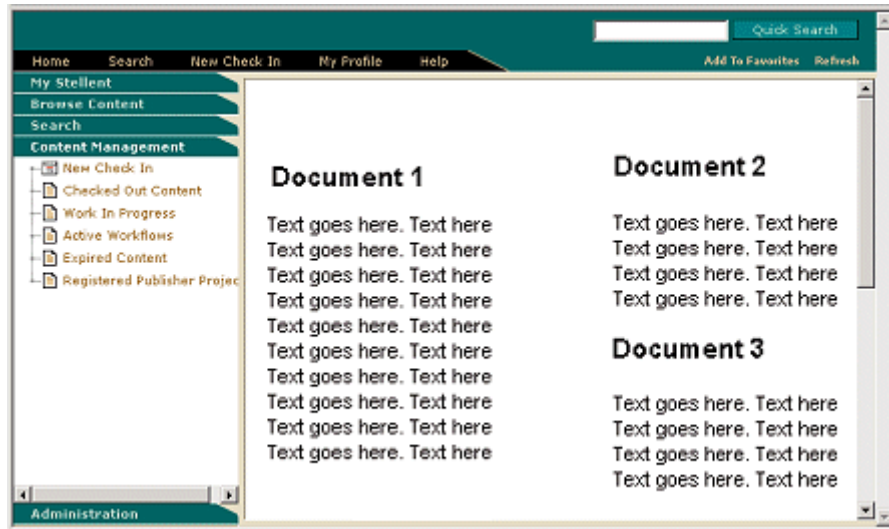 Quick Search
Home Search New Check In My Profile Help Add To Favorites Refresh
My Stellent
Browse Content
Search
Content Management
New Check In
Checked Out Content
Work In Progress
Active Workflows
Expired Content
Registered Publisher Projec
Administration
Document 1
Text goes here. Text here
Text goes here. Text here
Text goes here. Text here
Text goes here. Text here
Text goes here. Text here
Text goes here. Text here
Text goes here. Text here
Text goes here. Text here
Text goes here. Text here
Text goes here. Text here
Document 2
Text goes here. Text here
Text goes here. Text here
Text goes here. Text here
Text goes here. Text here
Document 3
Text goes here. Text here
Text goes here. Text here
Text goes here. Text here
Text goes here. Text here